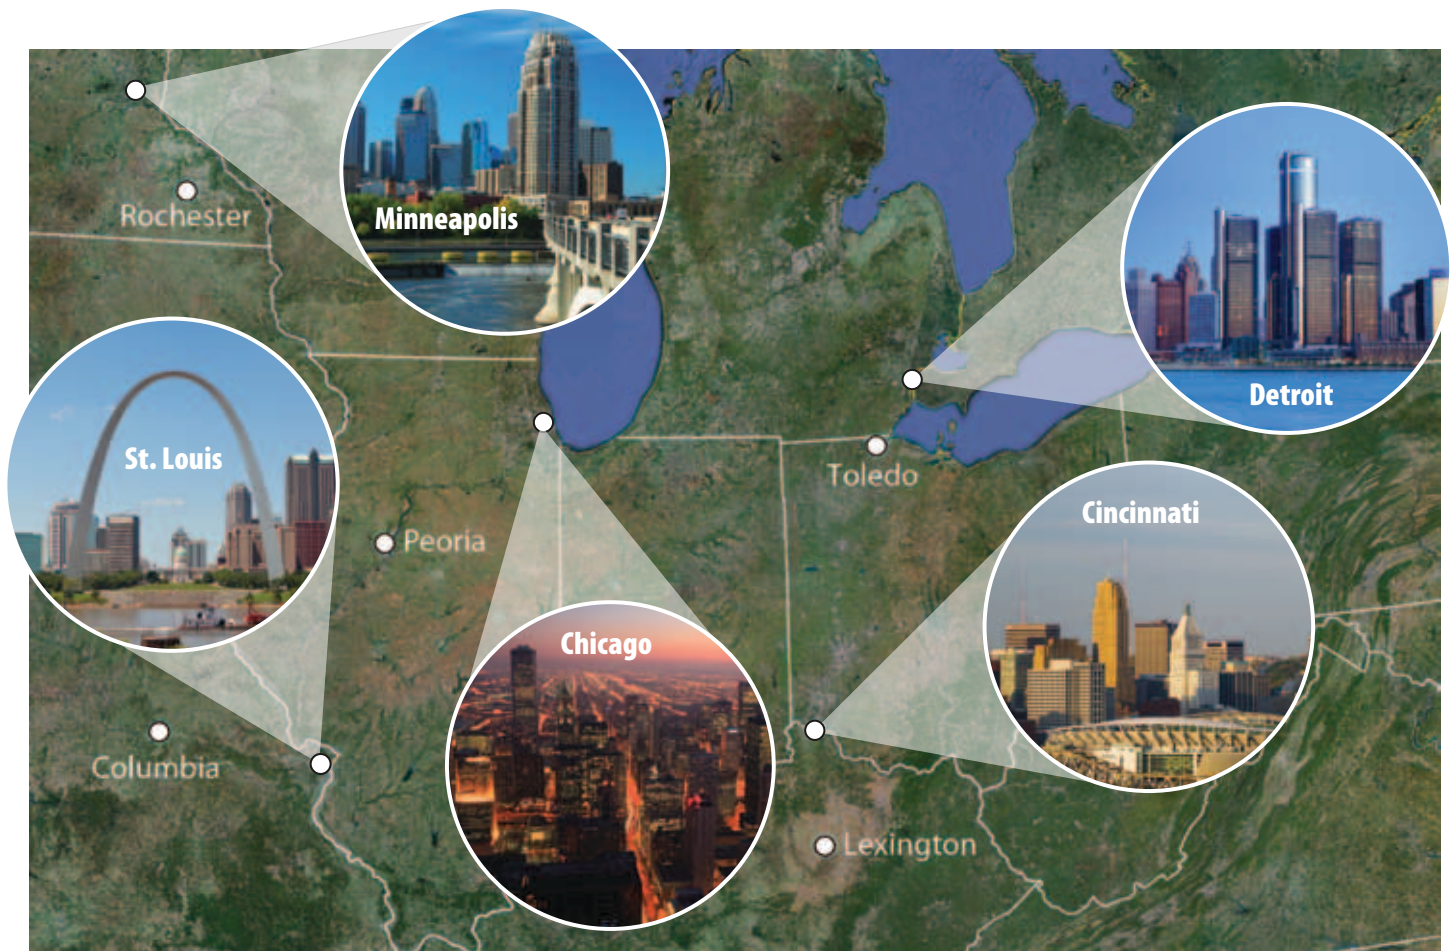 Minneapolis
Rochester
Detroit
St. Louis
Toledo
Cincinnati
Peoria
Chicago
Columbia
Lexington